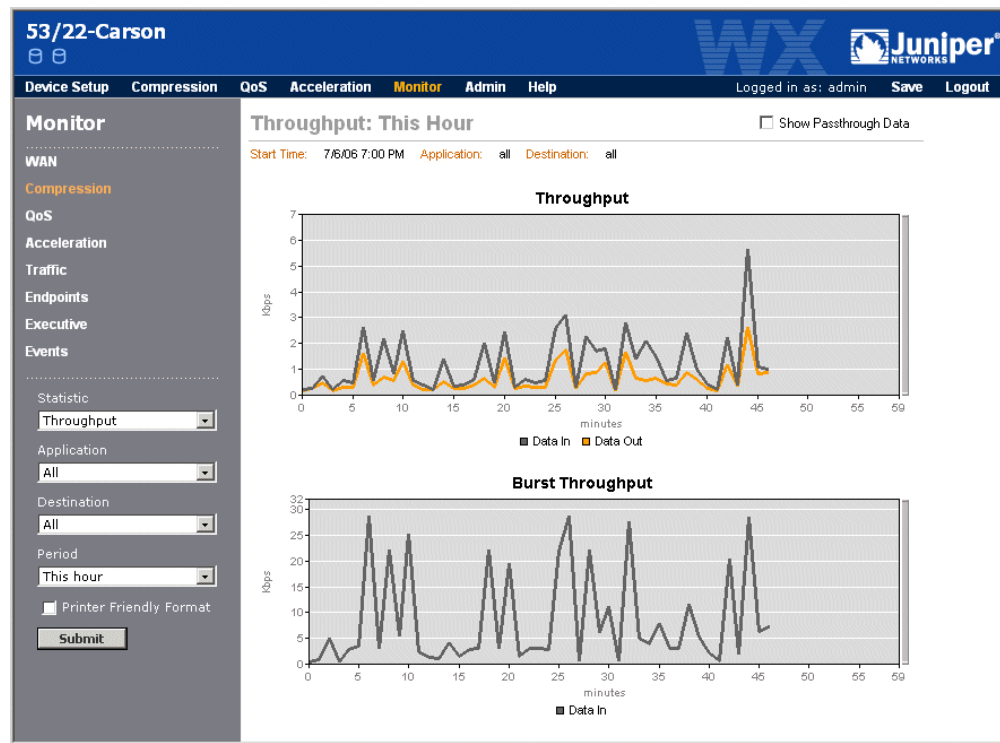 53/22-Carson
WX
Juniper®
NETWORKS
Device Setup Compression QoS Acceleration Monitor Admin Help Logged in as: admin Save Logout
Monitor
WAN
Compression
QoS
Acceleration
Traffic
Endpoints
Executive
Events
Statistic
Throughput
Application
All
Destination
All
Period
This hour
Printer Friendly Format
Submit
Throughput: This Hour
Show Passthrough Data
Start Time: 7/6/06 7:00 PM Application: all Destination: all
Throughput
7
6
5
4
3
2
1
0
Kbps
0 5 10 15 20 25 30 35 40 45 50 55 59
minutes
Data In Data Out
Burst Throughput
32
30
25
20
15
10
5
0
Kbps
0 5 10 15 20 25 30 35 40 45 50 55 59
minutes
Data In